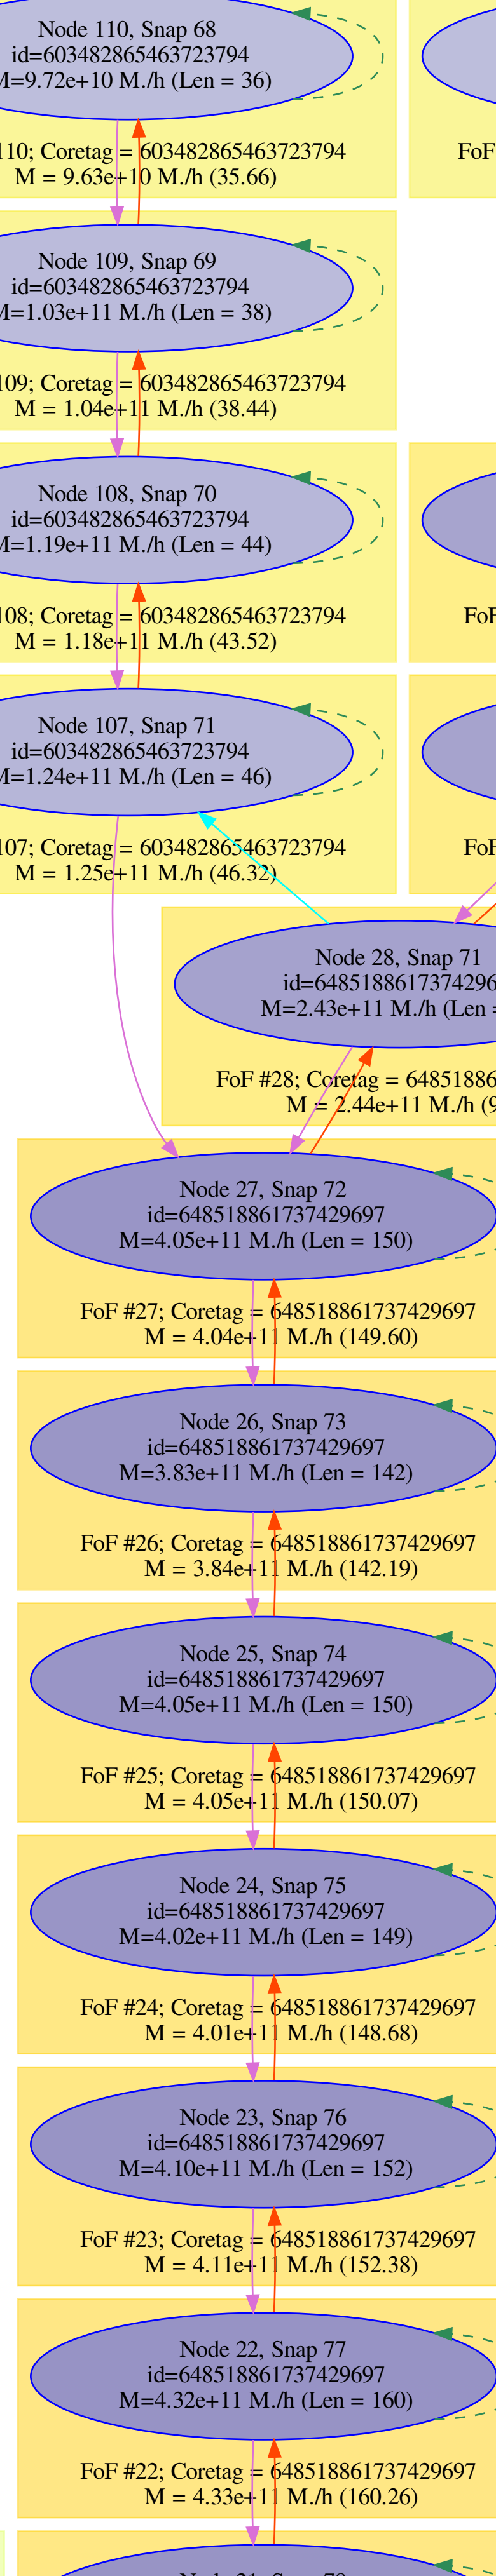 Node 110, Snap 68
id=603482865463723794
M=9.72e+10 M./h (Len = 36)
110; Coretag = 603482865463723794
M = 9.63e+10 M./h (35.66)
FoF
Node 109, Snap 69
id=603482865463723794
M=1.03e+11 M./h (Len = 38)
109; Coretag = 603482865463723794
M = 1.04e+11 M./h (38.44)
Node 108, Snap 70
id=603482865463723794
M=1.19e+11 M./h (Len = 44)
108; Coretag = 603482865463723794
M = 1.18e+11 M./h (43.52)
FoF
Node 107, Snap 71
id=603482865463723794
M=1.24e+11 M./h (Len = 46)
107; Coretag = 603482865463723794
M = 1.25e+11 M./h (46.32)
FoF
Node 28, Snap 71
id=6485188617374296
M=2.43e+11 M./h (Len =
FoF #28; Coretag = 64851886
M = 2.44e+11 M./h (9
Node 27, Snap 72
id=648518861737429697
M=4.05e+11 M./h (Len = 150)
FoF #27; Coretag = 648518861737429697
M = 4.04e+11 M./h (149.60)
Node 26, Snap 73
id=648518861737429697
M=3.83e+11 M./h (Len = 142)
FoF #26; Coretag = 648518861737429697
M = 3.84e+11 M./h (142.19)
Node 25, Snap 74
id=648518861737429697
M=4.05e+11 M./h (Len = 150)
FoF #25; Coretag = 648518861737429697
M = 4.05e+11 M./h (150.07)
Node 24, Snap 75
id=648518861737429697
M=4.02e+11 M./h (Len = 149)
FoF #24; Coretag = 648518861737429697
M = 4.01e+11 M./h (148.68)
Node 23, Snap 76
id=648518861737429697
M=4.10e+11 M./h (Len = 152)
FoF #23; Coretag = 648518861737429697
M = 4.11e+11 M./h (152.38)
Node 22, Snap 77
id=648518861737429697
M=4.32e+11 M./h (Len = 160)
FoF #22; Coretag = 648518861737429697
M = 4.33e+11 M./h (160.26)